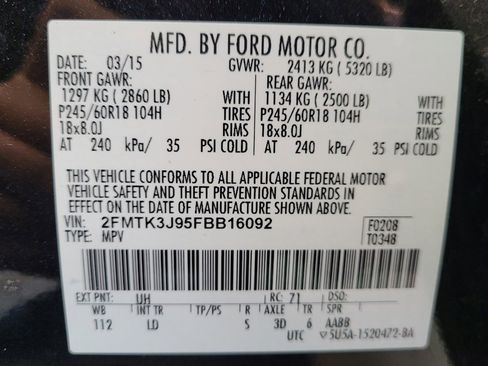 MFD. BY FORD MOTOR CO.
DATE: 03/15 GVWR: 2413 KG ( 5320 LB)
FRONT GAWR: REAR GAWR:
1297 KG ( 2860 LB) WITH 1134 KG ( 2500 LB) WITH
P245/60R18 104H TIRES P245/60R18 104H TIRES
18x8.0J RIMS 18x8.0J RIMS
AT 240 kPa/ 35 PSI COLD AT 240 kPa/ 35 PSI COLD
THIS VEHICLE CONFORMS TO ALL APPLICABLE FEDERAL MOTOR
VEHICLE SAFETY AND THEFT PREVENTION STANDARDS IN
EFFECT ON THE DATE OF MANUFACTURE SHOWN ABOVE.
VIN: 2FMTK3J95FBB16092 F0208
TYPE: MPV T0348
EXT PNT: UH RC: 71 DSO:
WB INT TR TP/PS R AXLE TR SPR
112 LD S 3D 6 AABB
UTC 5U5A-1520472-BA